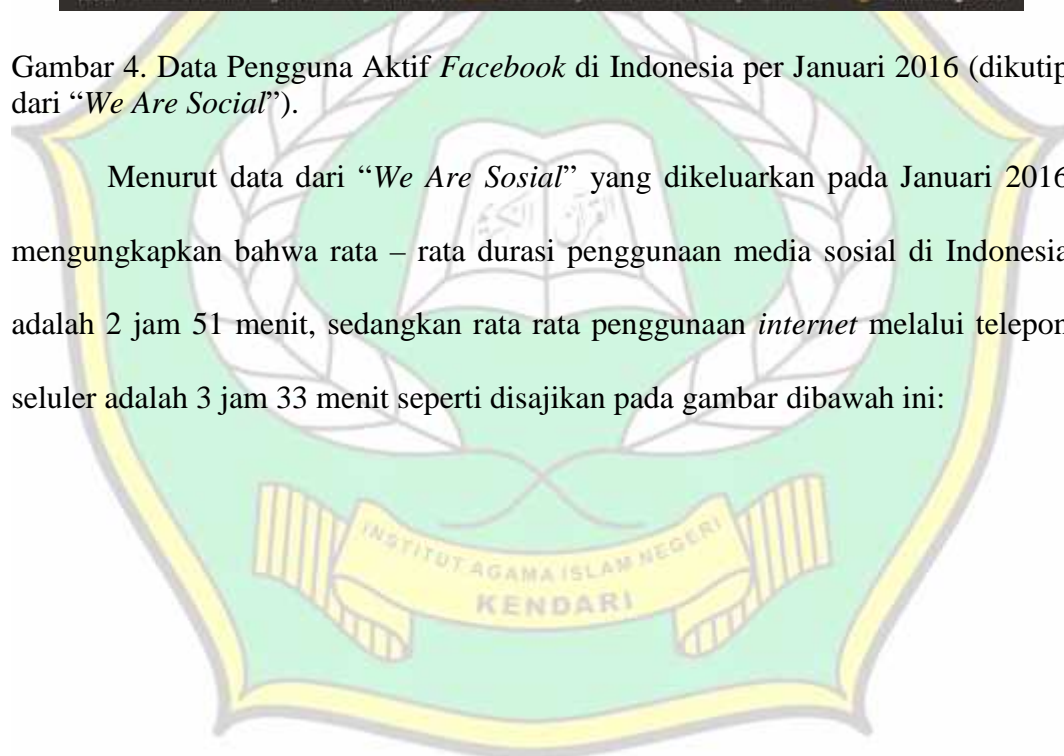 Gambar 4. Data Pengguna Aktif Facebook di Indonesia per Januari 2016 (dikutip
dari “We Are Social”).
Menurut data dari “We Are Sosial” yang dikeluarkan pada Januari 2016
mengungkapkan bahwa rata – rata durasi penggunaan media sosial di Indonesia
adalah 2 jam 51 menit, sedangkan rata rata penggunaan internet melalui telepon
seluler adalah 3 jam 33 menit seperti disajikan pada gambar dibawah ini:
INSTITUT AGAMA ISLAM NEGERI
KENDARI